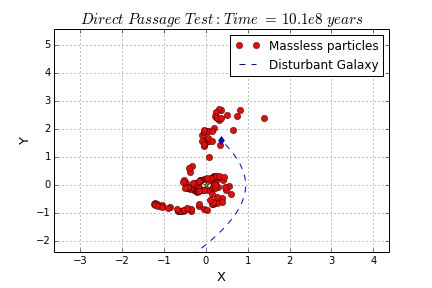 Direct Passage Test: Time = 10.1e8 years
Massless particles
Disturbant Galaxy
Y
5
4
3
2
1
0
−1
−2
−3 −2 −1 0 1 2 3 4
X